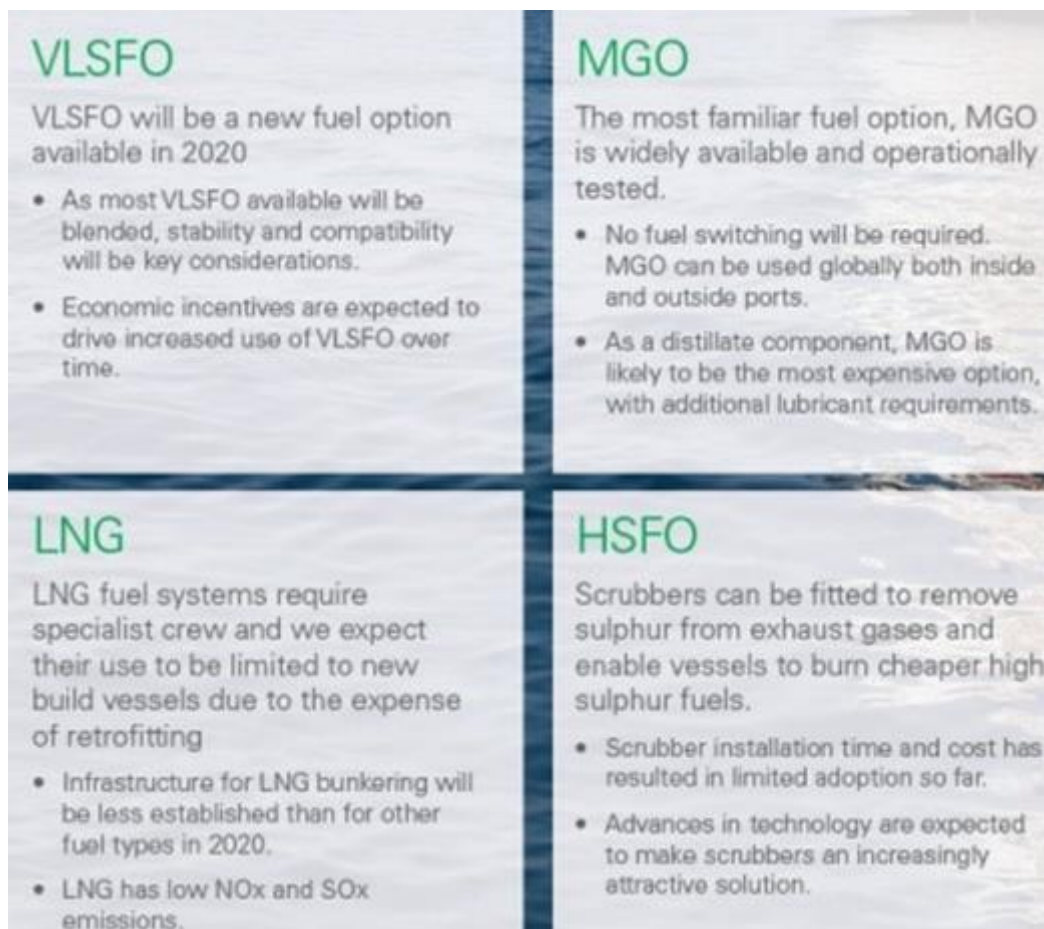 VLSFO
VLSFO will be a new fuel option
available in 2020
• As most VLSFO available will be
blended, stability and compatibility
will be key considerations.
• Economic incentives are expected to
drive increased use of VLSFO over
time.
MGO
The most familiar fuel option, MGO
is widely available and operationally
tested.
• No fuel switching will be required.
MGO can be used globally both inside
and outside ports.
• As a distillate component, MGO is
likely to be the most expensive option,
with additional lubricant requirements.
LNG
LNG fuel systems require
specialist crew and we expect
their use to be limited to new
build vessels due to the expense
of retrofitting
• Infrastructure for LNG bunkering will
be less established than for other
fuel types in 2020.
• LNG has low NOx and SOx
emissions.
HSFO
Scrubbers can be fitted to remove
sulphur from exhaust gases and
enable vessels to burn cheaper high
sulphur fuels.
• Scrubber installation time and cost has
resulted in limited adoption so far.
• Advances in technology are expected
to make scrubbers an increasingly
attractive solution.